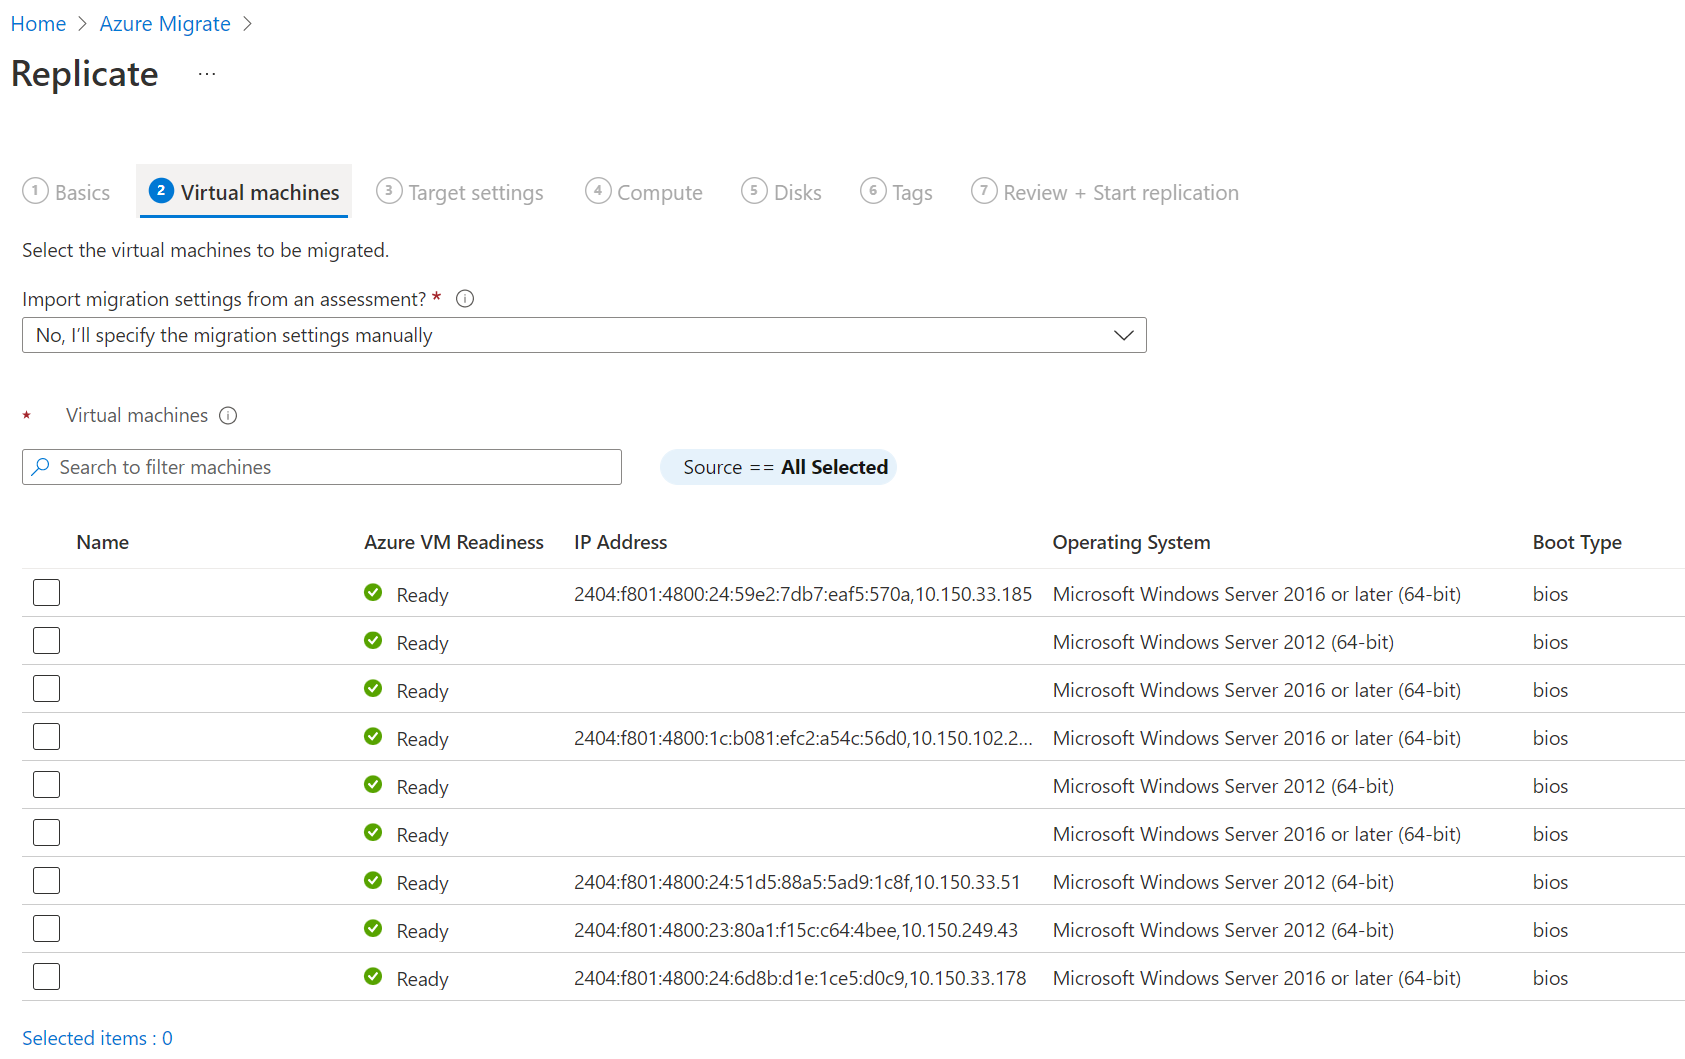 Home > Azure Migrate >
Replicate ...
1 Basics 2 Virtual machines 3 Target settings 4 Compute 5 Disks 6 Tags 7 Review + Start replication
Select the virtual machines to be migrated.
Import migration settings from an assessment? *
No, I’ll specify the migration settings manually
* Virtual machines
Search to filter machines Source == All Selected
Name Azure VM Readiness IP Address Operating System Boot Type
Ready 2404:f801:4800:24:59e2:7db7:eaf5:570a,10.150.33.185 Microsoft Windows Server 2016 or later (64-bit) bios
Ready Microsoft Windows Server 2012 (64-bit) bios
Ready Microsoft Windows Server 2016 or later (64-bit) bios
Ready 2404:f801:4800:1c:b081:efc2:a54c:56d0,10.150.102.2... Microsoft Windows Server 2016 or later (64-bit) bios
Ready Microsoft Windows Server 2012 (64-bit) bios
Ready Microsoft Windows Server 2016 or later (64-bit) bios
Ready 2404:f801:4800:24:51d5:88a5:5ad9:1c8f,10.150.33.51 Microsoft Windows Server 2012 (64-bit) bios
Ready 2404:f801:4800:23:80a1:f15c:c64:4bee,10.150.249.43 Microsoft Windows Server 2012 (64-bit) bios
Ready 2404:f801:4800:24:6d8b:d1e:1ce5:d0c9,10.150.33.178 Microsoft Windows Server 2016 or later (64-bit) bios
Selected items : 0